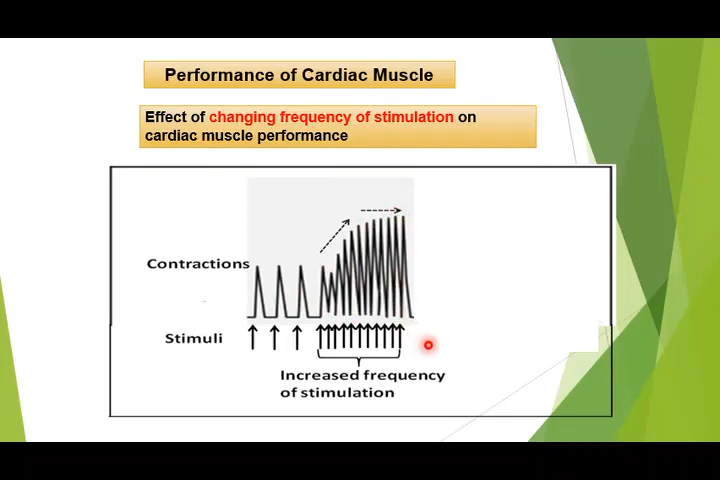 Performance of Cardiac Muscle
Effect of changing frequency of stimulation on
cardiac muscle performance
Contractions
Stimuli
Increased frequency
of stimulation